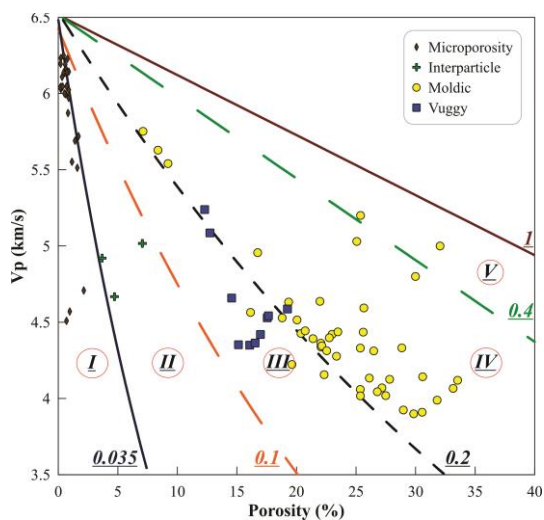 6.5
6
5.5
5
4.5
4
3.5
Vp (km/s)
Microporosity
Interparticle
Moldic
Vuggy
1
V
0.4
I
II
III
IV
0.035
0.1
0.2
0
5
10
15
20
25
30
35
40
Porosity (%)